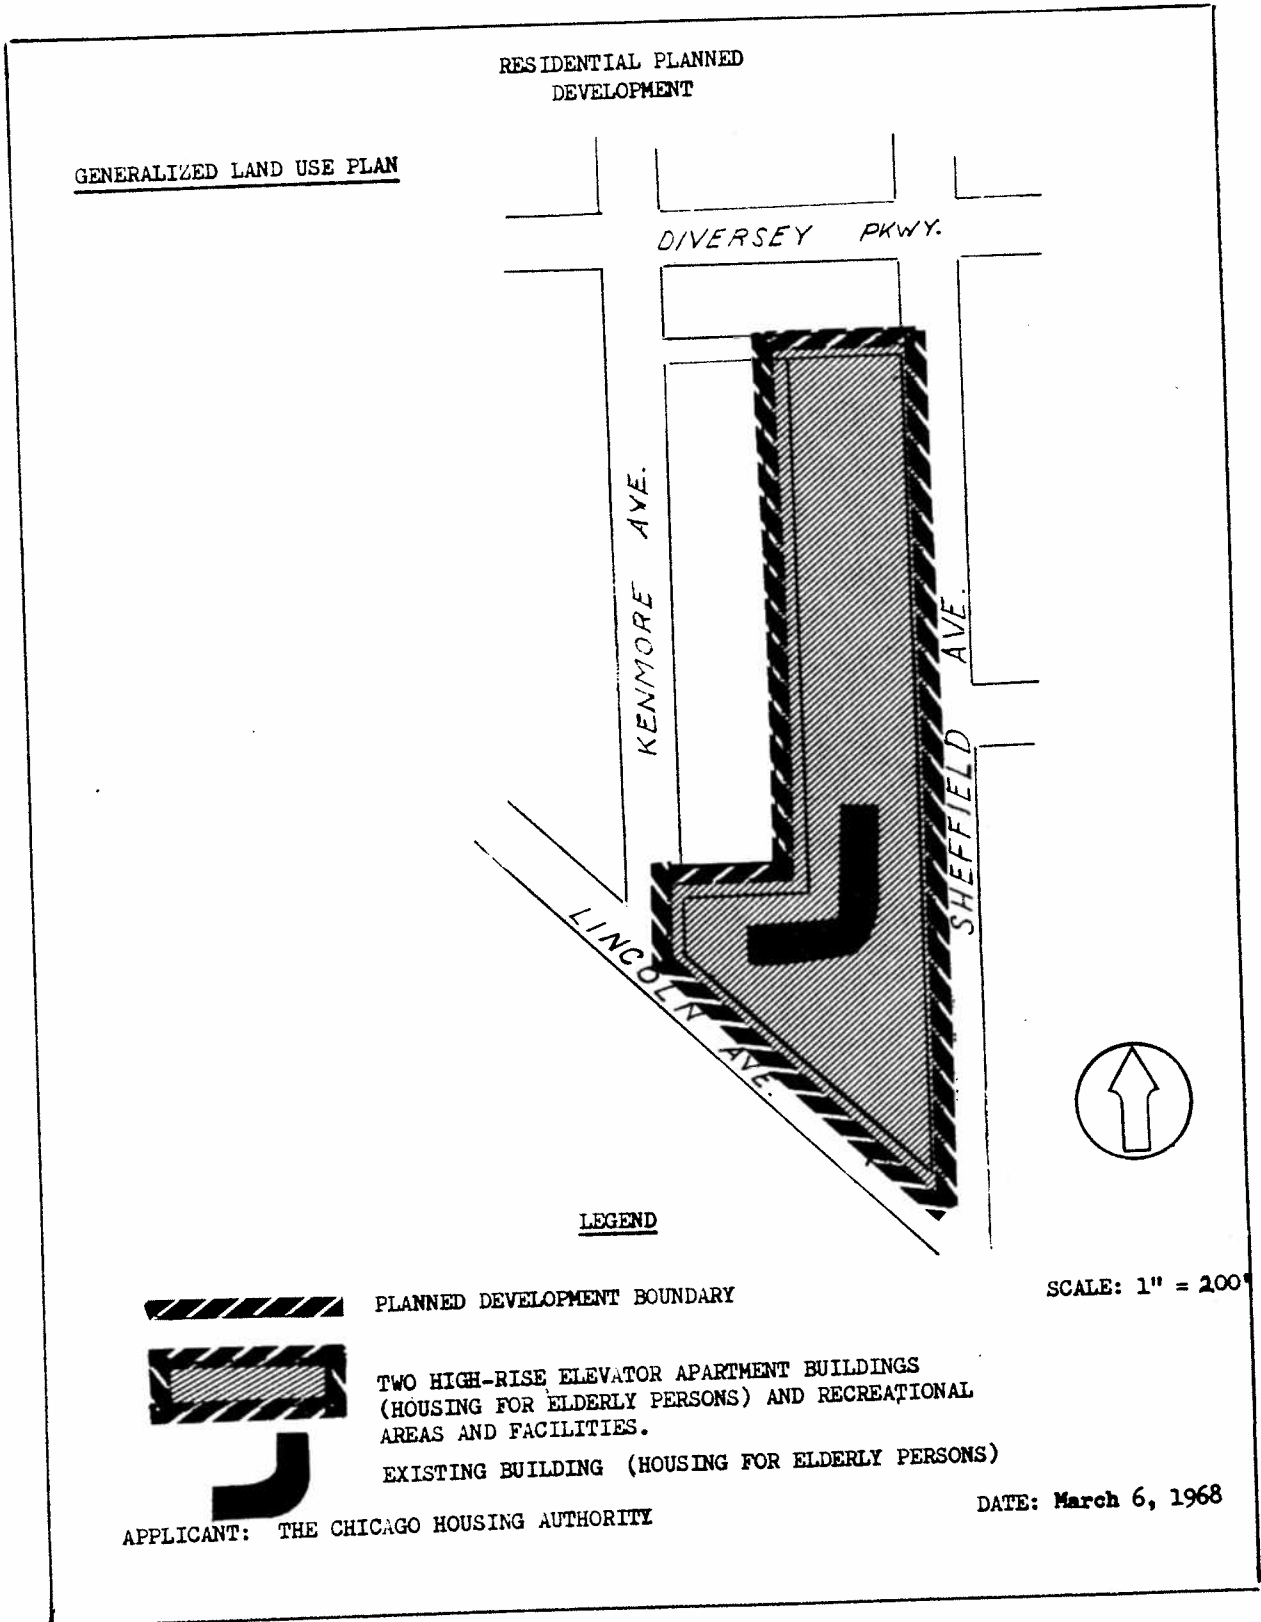 RESIDENTIAL PLANNED
DEVELOPMENT
GENERALIZED LAND USE PLAN
DIVERSEY PKWY.
KENMORE AVE.
SHEFFIELD AVE.
LINCOLN AVE.
LEGEND
PLANNED DEVELOPMENT BOUNDARY
SCALE: 1" = 200'
TWO HIGH-RISE ELEVATOR APARTMENT BUILDINGS
(HOUSING FOR ELDERLY PERSONS) AND RECREATIONAL
AREAS AND FACILITIES.
EXISTING BUILDING (HOUSING FOR ELDERLY PERSONS)
DATE: March 6, 1968
APPLICANT: THE CHICAGO HOUSING AUTHORITY